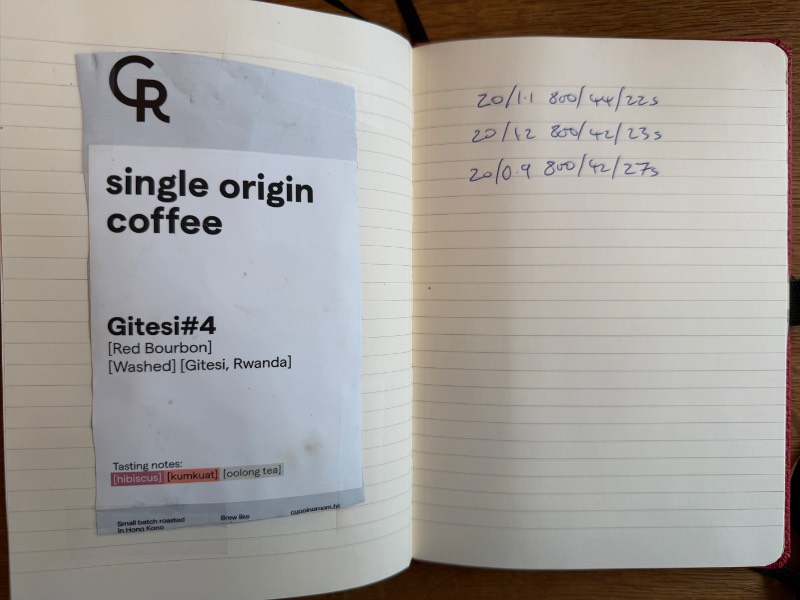 CR
single origin
coffee
Gitesi#4
[Red Bourbon]
[Washed] [Gitesi, Rwanda]
Tasting notes:
[hibiscus] [kumkuat] [oolong tea]
Small batch roasted
in Hong Kong
Brew like
cuppingroom.hk
20/1.1 800/44/22s
20/1.2 800/42/23s
20/0.9 800/42/27s